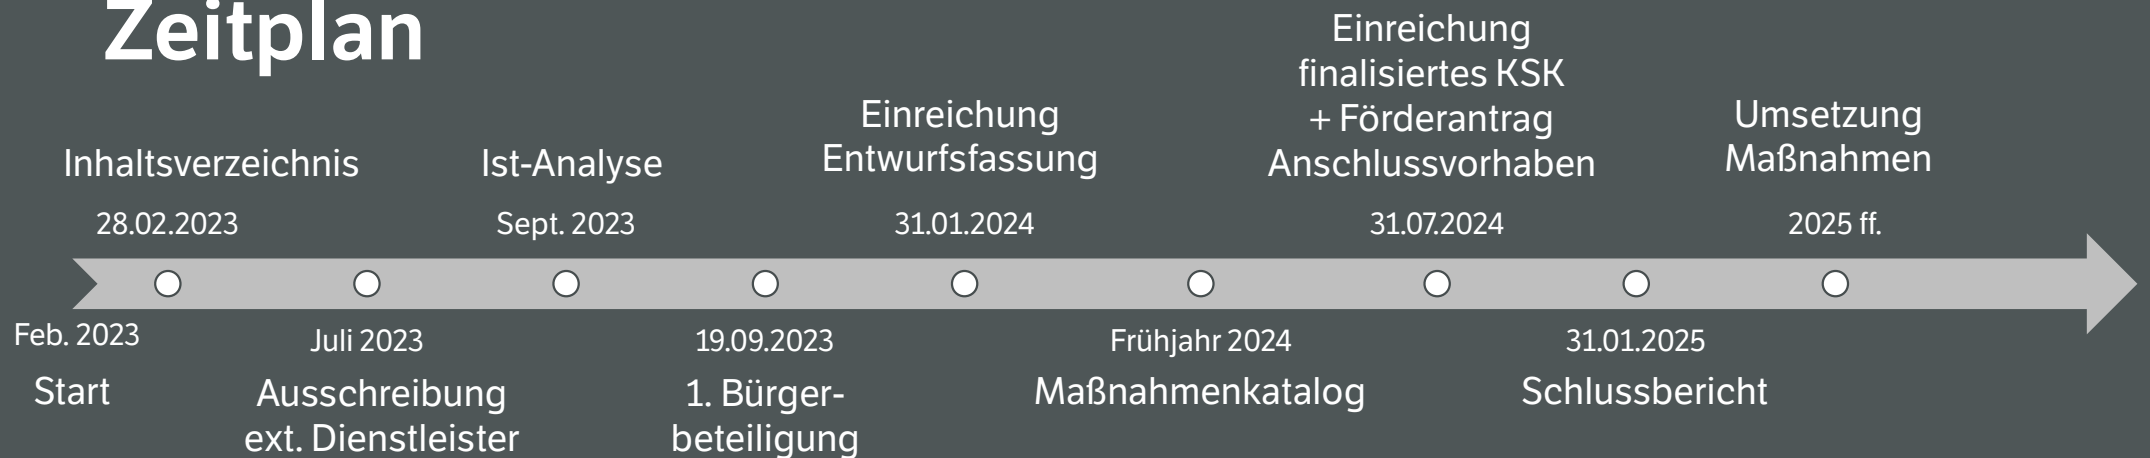 Zeitplan
Einreichung
finalisiertes KSK
+ Förderantrag
Anschlussvorhaben
Einreichung
Entwurfsfassung
Umsetzung
Maßnahmen
Inhaltsverzeichnis
Ist-Analyse
28.02.2023
Sept. 2023
31.01.2024
31.07.2024
2025 ff.
Feb. 2023
Juli 2023
19.09.2023
Frühjahr 2024
31.01.2025
Start
Ausschreibung
ext. Dienstleister
1. Bürger-
beteiligung
Maßnahmenkatalog
Schlussbericht